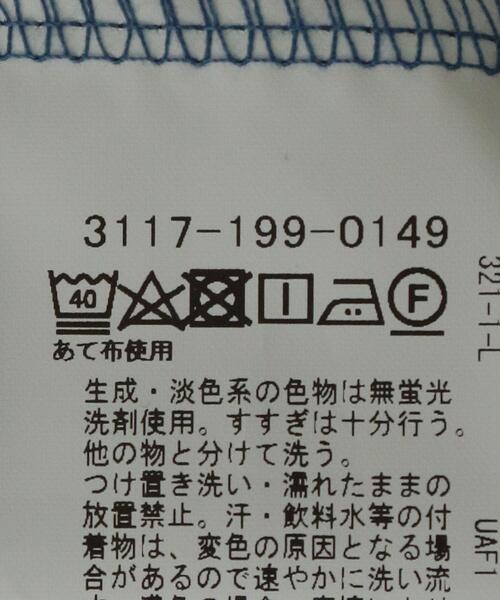 3117-199-0149
40
F
あて布使用
生成・淡色系の色物は無蛍光
洗剤使用。すすぎは十分行う。
他の物と分けて洗う。
つけ置き洗い・濡れたままの
放置禁止。汗・飲料水等の付
着物は、変色の原因となる場
合があるので速やかに洗い流
321-1-L
UAF1